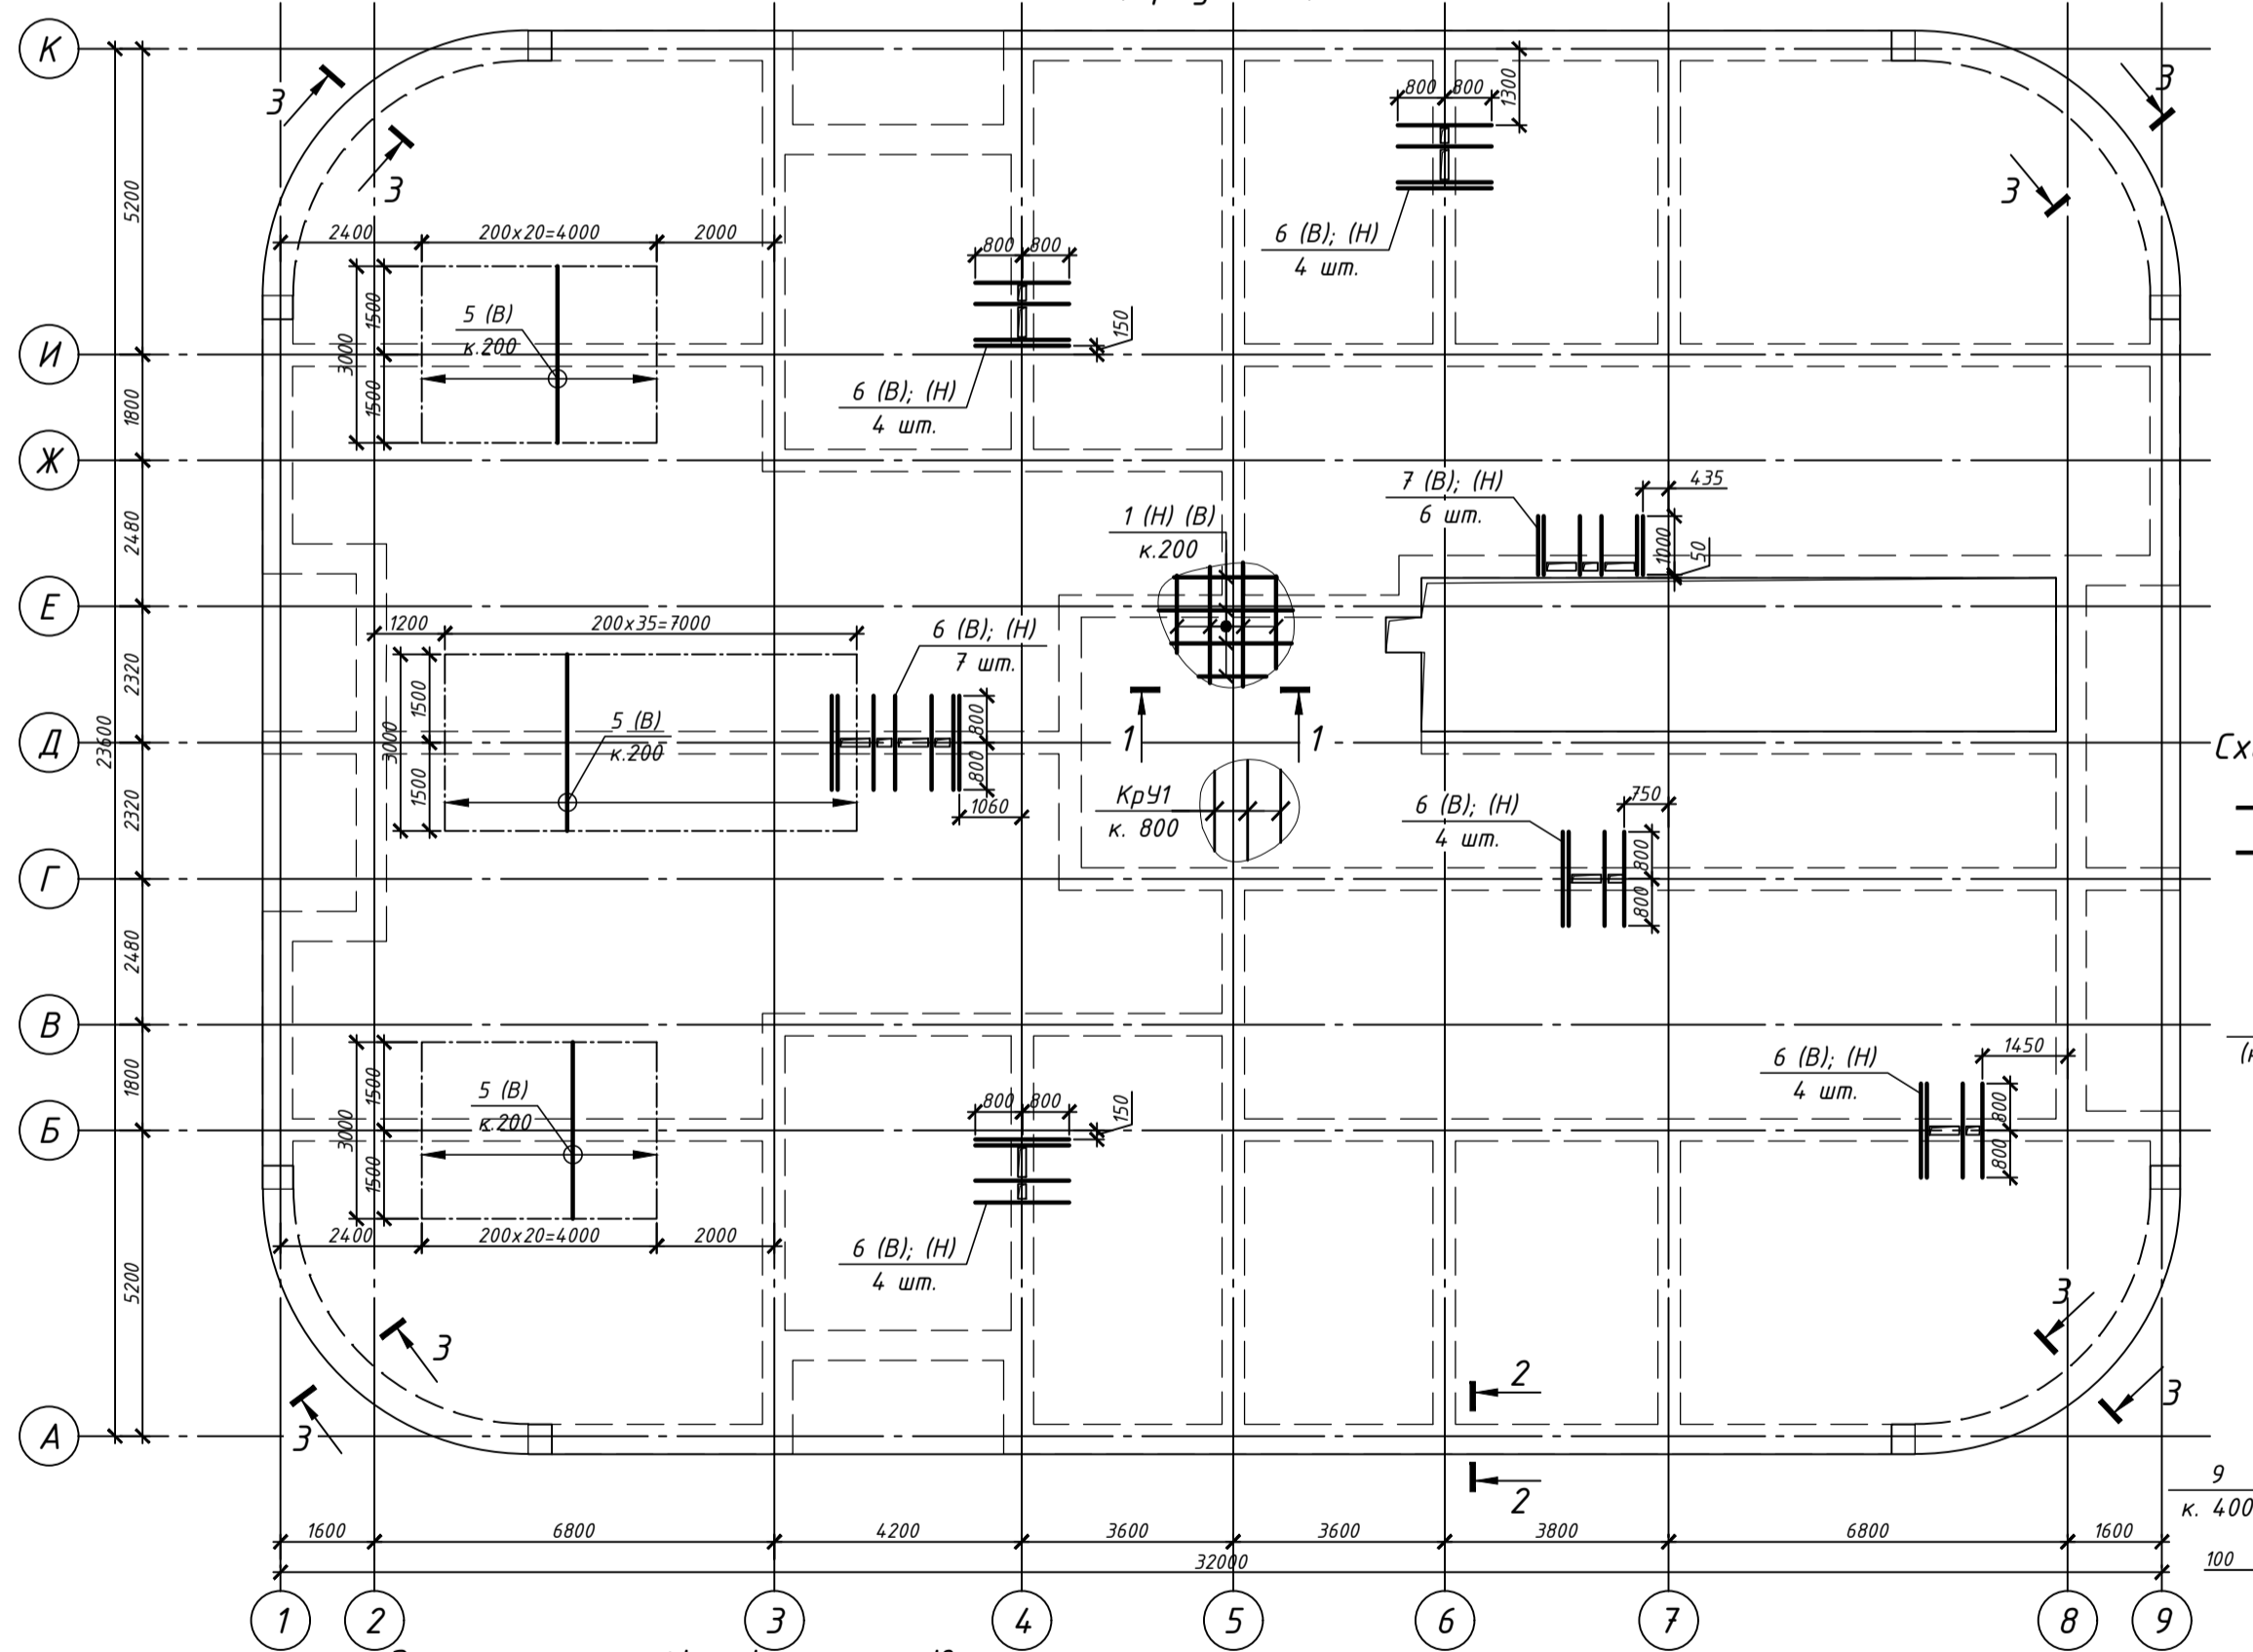 К
3
3
800 800
1300
3
3
5200
2400
200х20=4000
2000
6 (В); (Н)
4 шт.
800 800
1500
5 (В)
к.200
3000
1500
150
И
6 (В); (Н)
4 шт.
1800
Ж
7 (В); (Н)
6 шт.
435
1 (Н) (В)
к.200
1000
50
2480
Е
1200
200х35=7000
6 (В); (Н)
7 шт.
2320
1500
5 (В)
к.200
3000
1500
800
800
1060
1
1
Д
23600
Сх
КрУ1
к. 800
6 (В); (Н)
4 шт.
750
800
800
2320
Г
2480
В
6 (В); (Н)
4 шт.
1450
800
800
1800
1500
5 (В)
к.200
3000
1500
800 800
150
Б
2400
200х20=4000
2000
6 (В); (Н)
4 шт.
5200
3
3
3
3
2
2
А
9
к. 400
100
1600
6800
4200
3600
3600
3800
6800
1600
32000
1
2
3
4
5
6
7
8
9